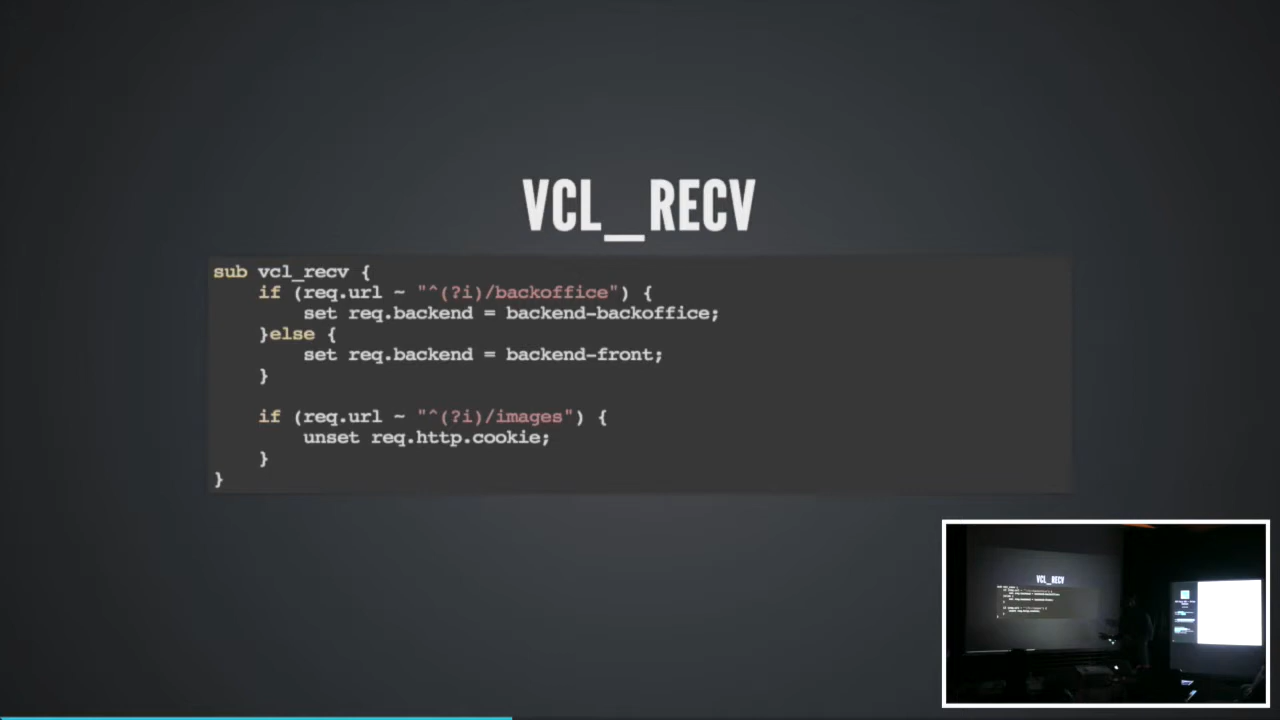 VCL_RECV
sub vcl_recv {
    if (req.url ~ "^(?i)/backoffice") {
        set req.backend = backend-backoffice;
    }else {
        set req.backend = backend-front;
    }

    if (req.url ~ "^(?i)/images") {
        unset req.http.cookie;
    }
}
VCL_RECV